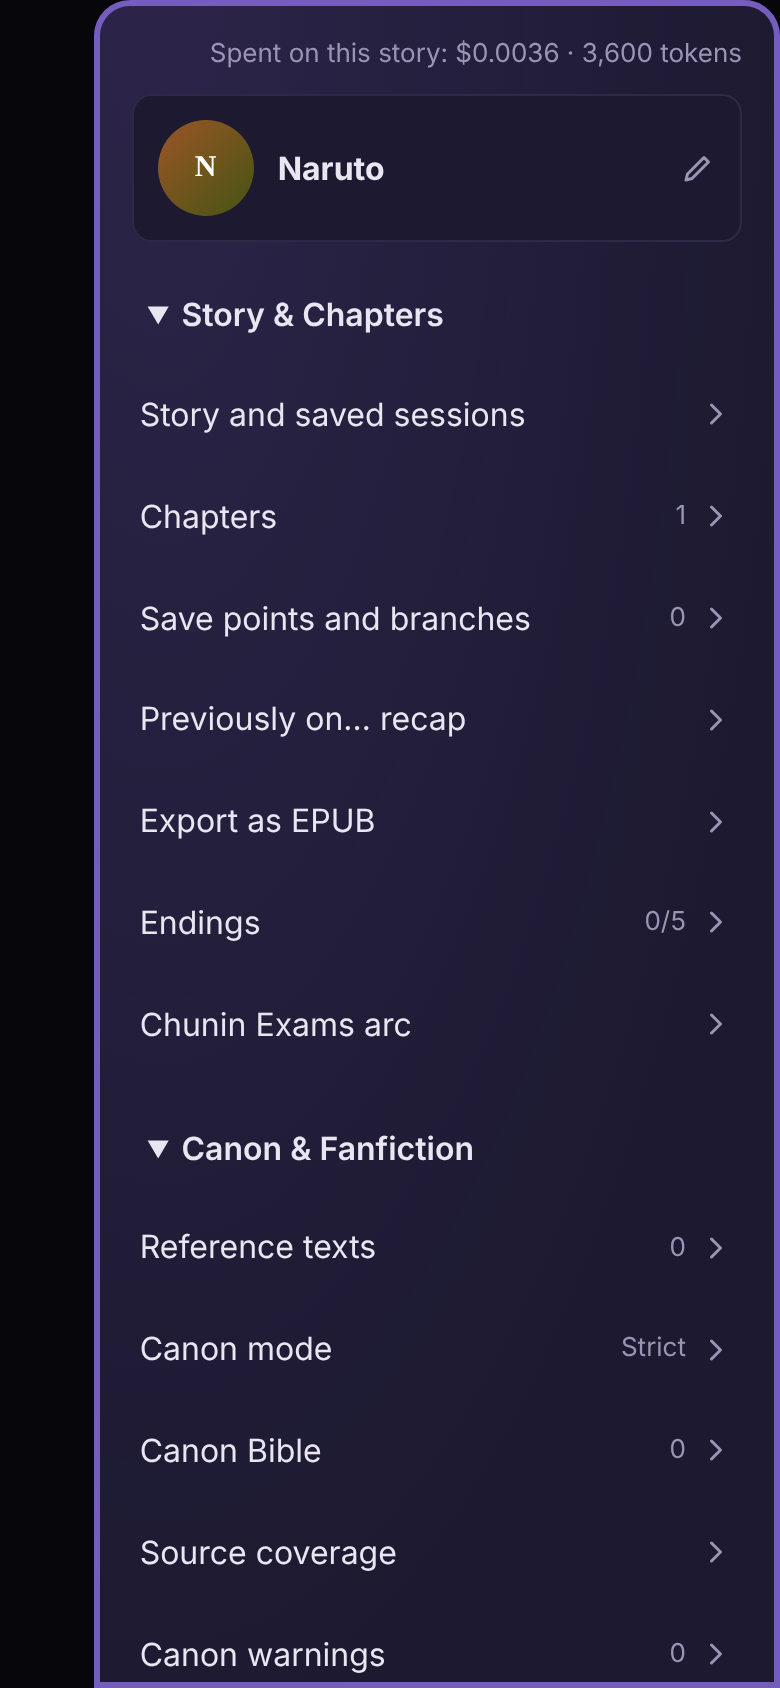 Spent on this story: $0.0036 · 3,600 tokens
N
Naruto
▼ Story & Chapters
Story and saved sessions
Chapters 1
Save points and branches 0
Previously on... recap
Export as EPUB
Endings 0/5
Chunin Exams arc
▼ Canon & Fanfiction
Reference texts 0
Canon mode Strict
Canon Bible 0
Source coverage
Canon warnings 0